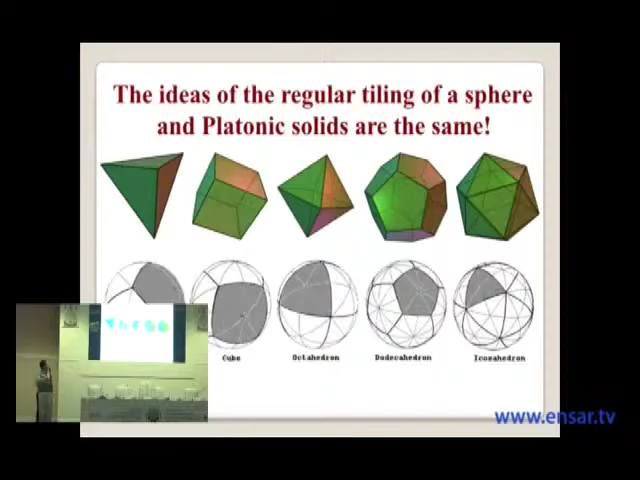 The ideas of the regular tiling of a sphere
and Platonic solids are the same!
Cube
Octahedron
Dodecahedron
Icosahedron
www.ensar.tv